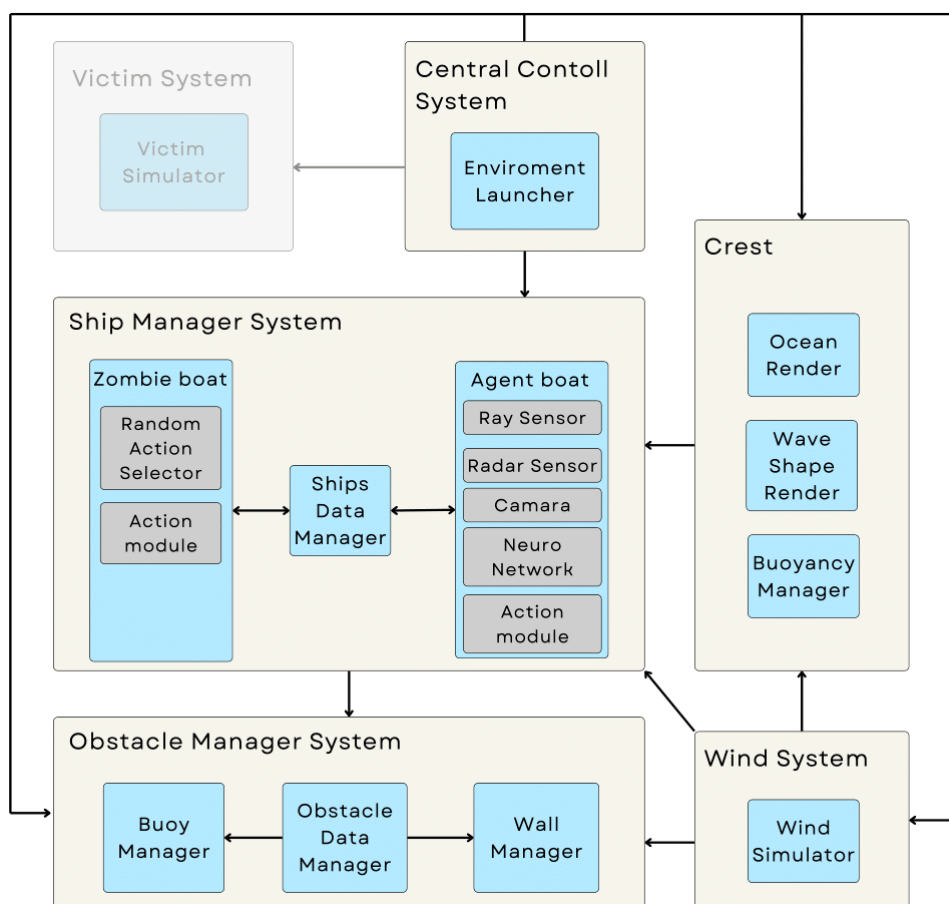 Victim System
Victim
Simulator
Central Contoll
System
Enviroment
Launcher
Crest
Ocean
Render
Wave
Shape
Render
Buoyancy
Manager
Ship Manager System
Zombie boat
Random
Action
Selector
Action
module
Ships
Data
Manager
Agent boat
Ray Sensor
Radar Sensor
Camara
Neuro
Network
Action
module
Obstacle Manager System
Buoy
Manager
Obstacle
Data
Manager
Wall
Manager
Wind System
Wind
Simulator